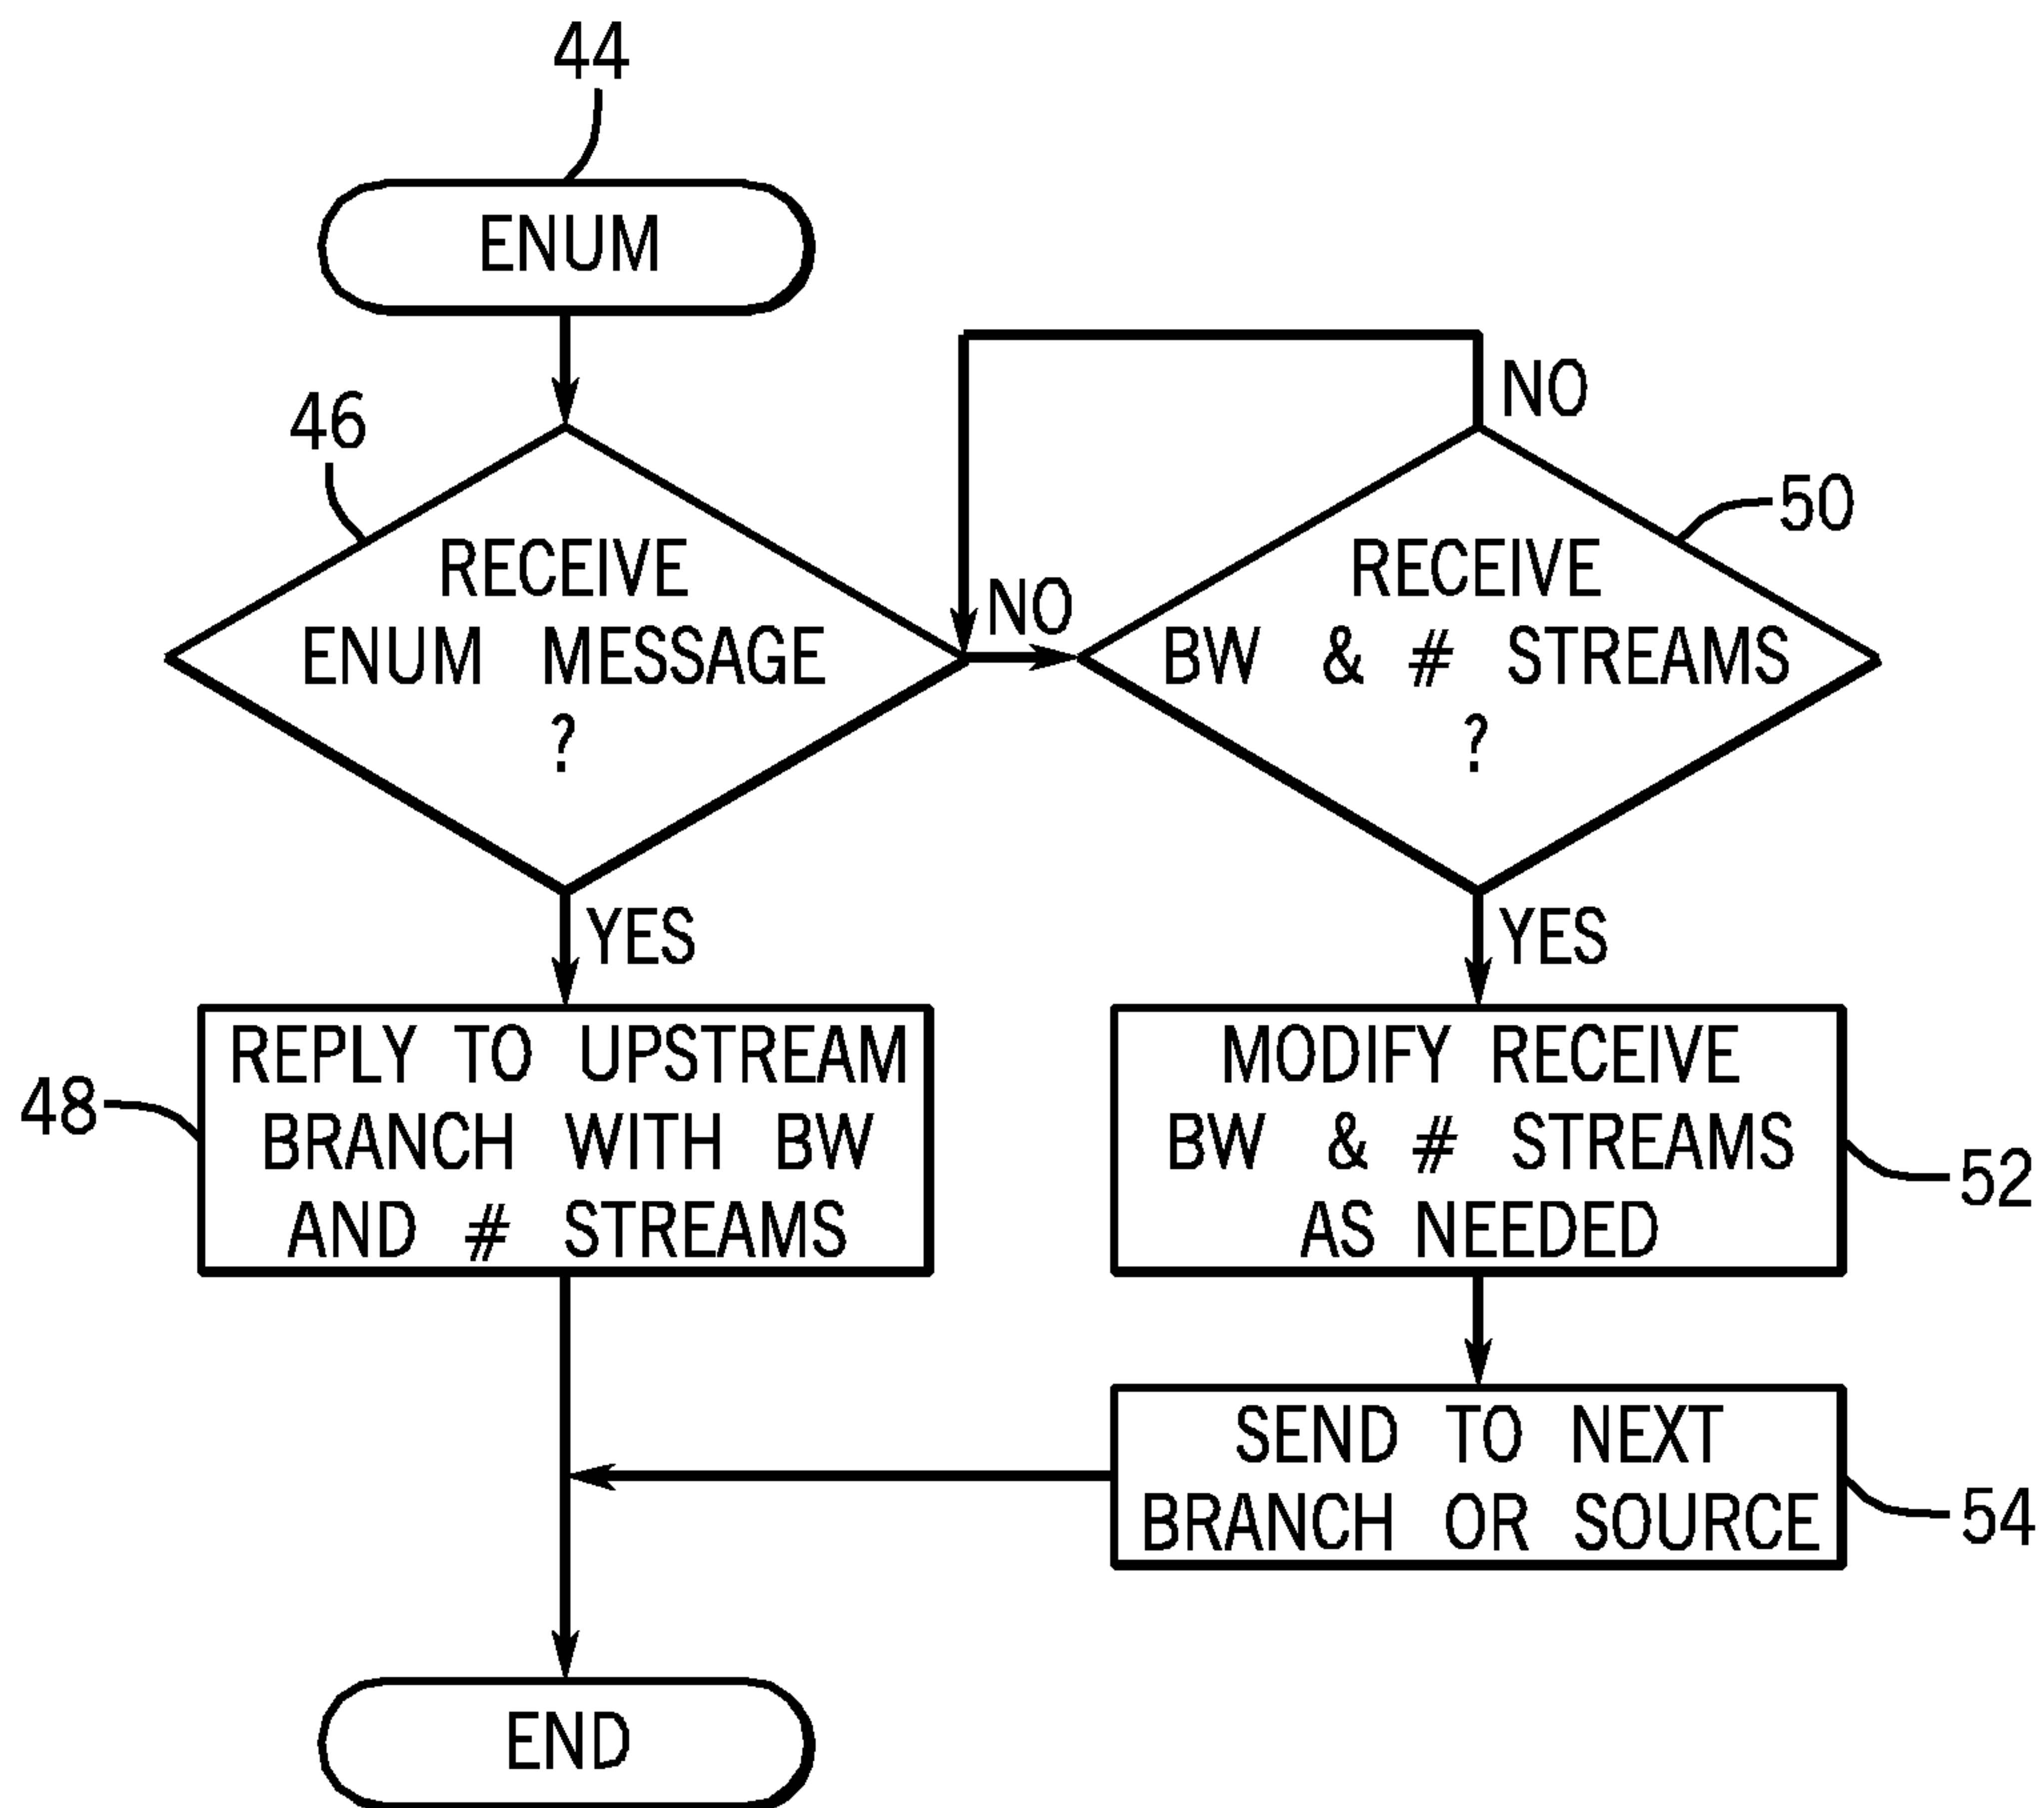 44
ENUM
46
RECEIVE
ENUM MESSAGE
?
NO
NO
50
RECEIVE
BW & # STREAMS
?
YES
YES
48
REPLY TO UPSTREAM
BRANCH WITH BW
AND # STREAMS
MODIFY RECEIVE
BW & # STREAMS
AS NEEDED
52
SEND TO NEXT
BRANCH OR SOURCE
54
END